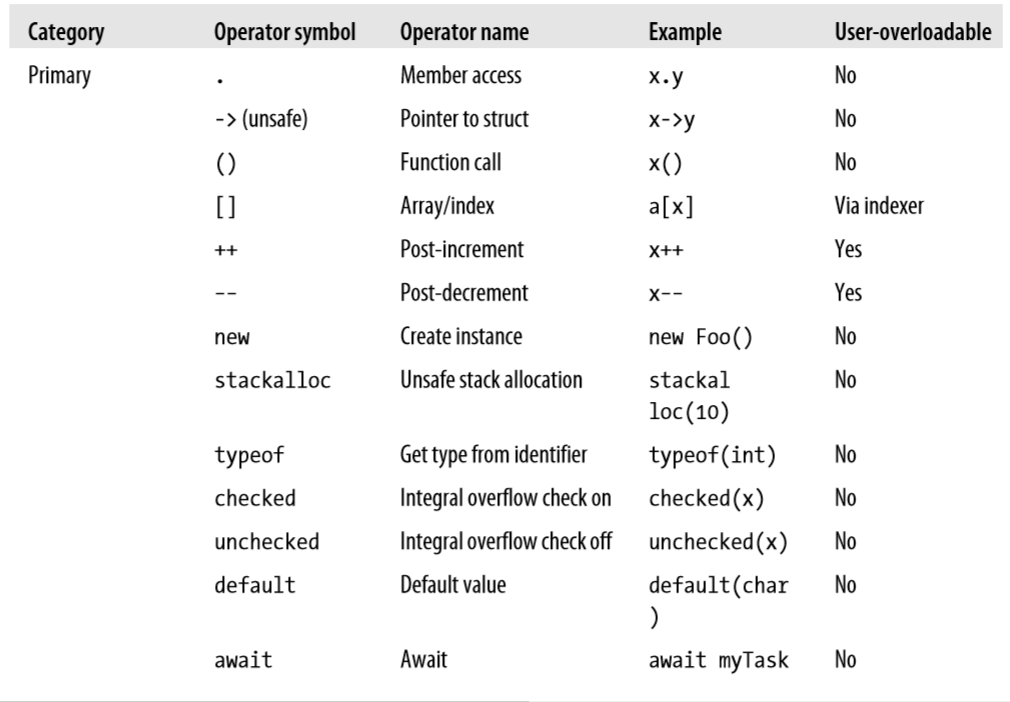 Category Operator symbol Operator name Example User-overloadable
Primary . Member access x.y No
-> (unsafe) Pointer to struct x->y No
() Function call x() No
[] Array/index a[x] Via indexer
++ Post-increment x++ Yes
-- Post-decrement x-- Yes
new Create instance new Foo() No
stackalloc Unsafe stack allocation stackal No
loc(10)
typeof Get type from identifier typeof(int) No
checked Integral overflow check on checked(x) No
unchecked Integral overflow check off unchecked(x) No
default Default value default(char No
)
await Await await myTask No